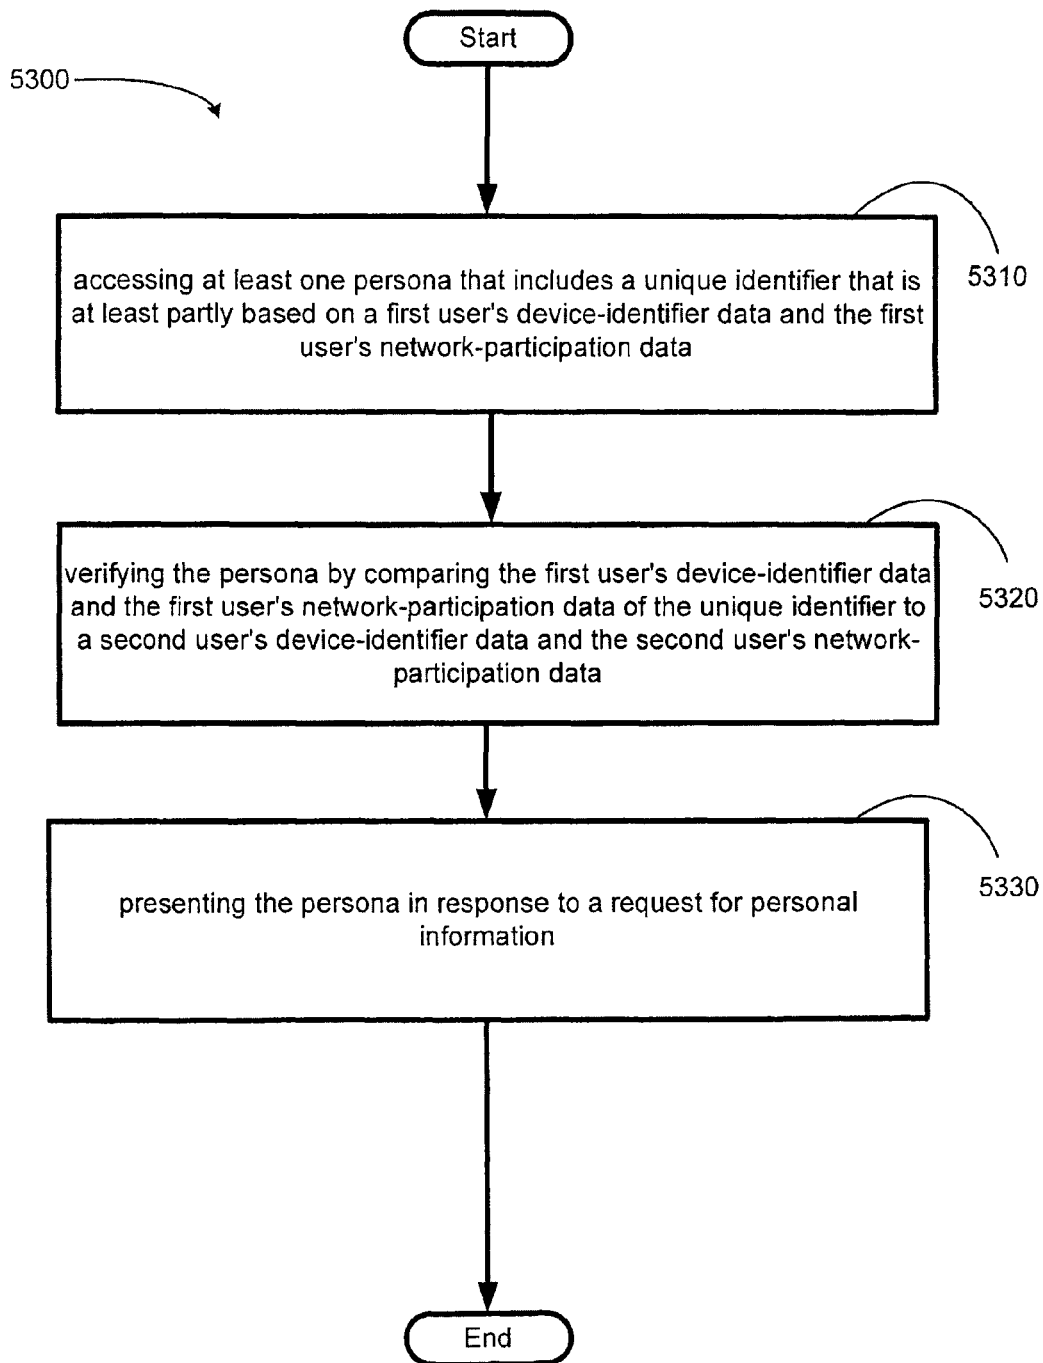 Start
5300
accessing at least one persona that includes a unique identifier that is
at least partly based on a first user's device-identifier data and the first
user's network-participation data
5310
verifying the persona by comparing the first user's device-identifier data
and the first user's network-participation data of the unique identifier to
a second user's device-identifier data and the second user's network-
participation data
5320
presenting the persona in response to a request for personal
information
5330
End